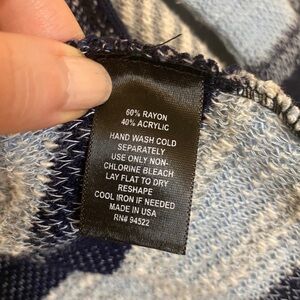 60% RAYON
40% ACRYLIC
HAND WASH COLD
SEPARATELY
USE ONLY NON-
CHLORINE BLEACH
LAY FLAT TO DRY
RESHAPE
COOL IRON IF NEEDED
MADE IN USA
RN# 94522